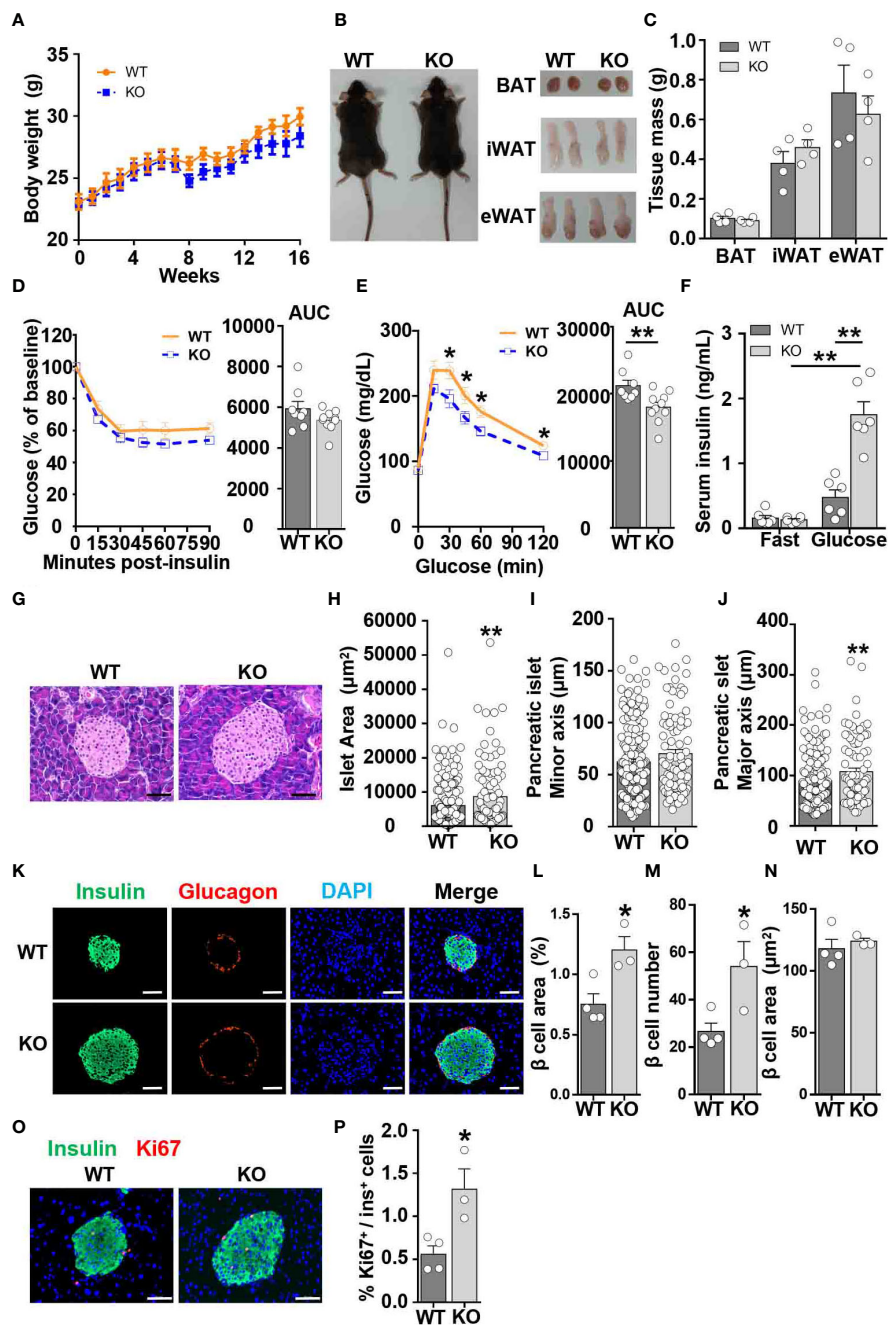 A
Body weight (g)
35
30
25
22
0
4
8
12
16
Weeks
WT
KO
B
WT KO
WT KO
BAT
iWAT
eWAT
C
Tissue mass (g)
1.0
0.8
0.6
0.4
0.2
0.0
WT
KO
BAT iWAT eWAT
D
Glucose (% of baseline)
120
100
80
60
40
20
0
0 15 30 45 60 75 90
Minutes post-insulin
WT
KO
AUC
10000
8000
6000
4000
2000
0
WT KO
E
Glucose (mg/dL)
300
200
100
0
0 30 60 90 120
Glucose (min)
WT
KO
* * * *
AUC
30000
20000
10000
0
**
WT KO
F
Serum insulin (ng/mL)
3
2
1
0
WT
KO
**
**
Fast Glucose
G
WT KO
H
Islet Area (µm²)
60000
50000
40000
30000
20000
10000
0
**
WT KO
I
Pancreatic islet
Minor axis (µm)
200
150
100
50
0
WT KO
J
Pancreatic slet
Major axis (µm)
400
300
200
100
0
**
WT KO
K
Insulin Glucagon DAPI Merge
WT
KO
L
β cell area (%)
1.5
1.0
0.5
0.0
*
WT KO
M
β cell number
80
60
40
20
0
*
WT KO
N
β cell area (µm²)
150
100
50
0
WT KO
O
Insulin Ki67
WT KO
P
% Ki67⁺ / ins⁺ cells
2.0
1.5
1.0
0.5
0.0
*
WT KO